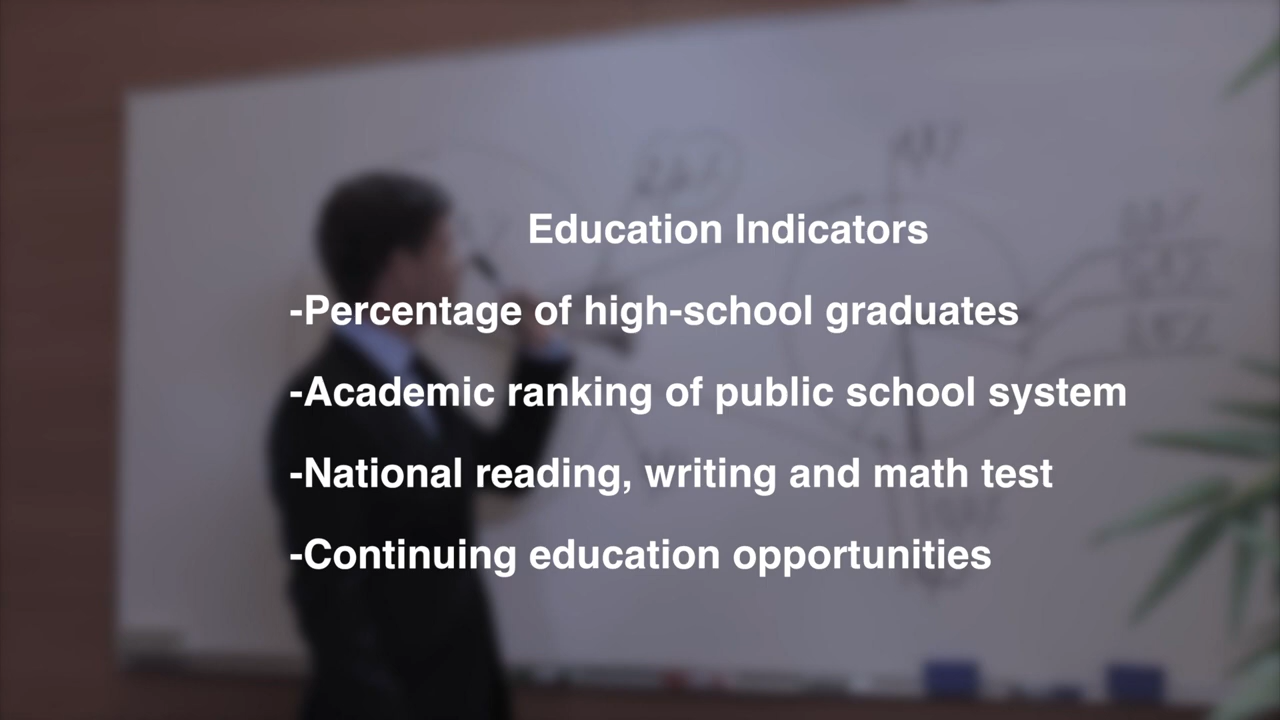 Education Indicators
-Percentage of high-school graduates
-Academic ranking of public school system
-National reading, writing and math test
-Continuing education opportunities